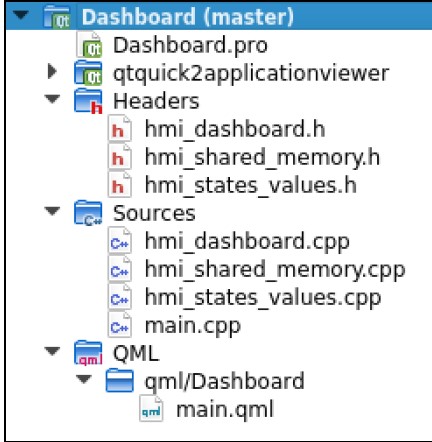 Dashboard (master)
Dashboard.pro
qtquick2applicationviewer
Headers
hmi_dashboard.h
hmi_shared_memory.h
hmi_states_values.h
Sources
hmi_dashboard.cpp
hmi_shared_memory.cpp
hmi_states_values.cpp
main.cpp
QML
qml/Dashboard
main.qml